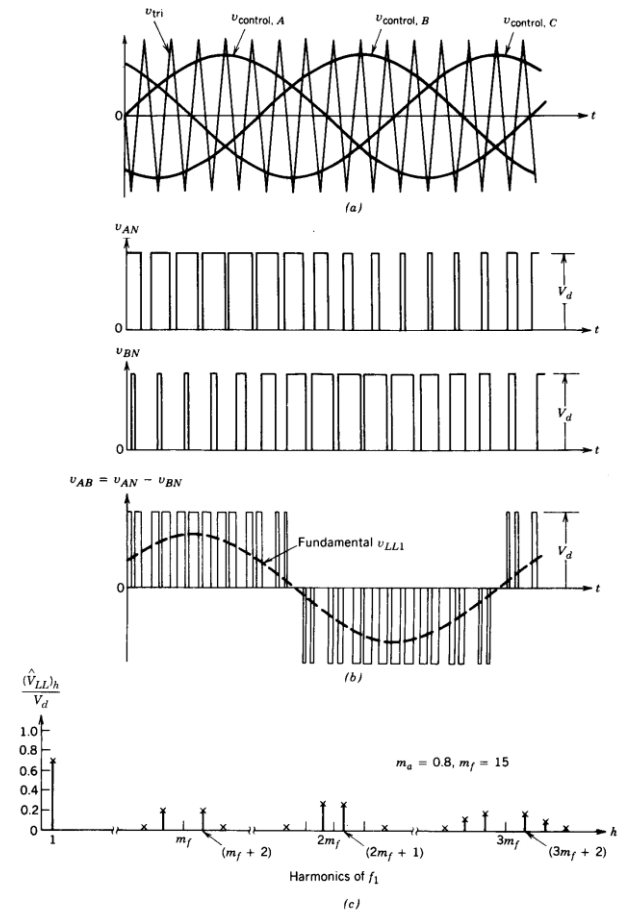 v_tri
v_control, A
v_control, B
v_control, C
0
t
(a)
v_AN
V_d
0
t
v_BN
V_d
0
t
v_AB = v_AN − v_BN
Fundamental v_LL1
V_d
0
t
(b)
(V̂_LL)_h
V_d
1.0
0.8
0.6
0.4
0.2
0
m_a = 0.8, m_f = 15
1
m_f
(m_f + 2)
2m_f
(2m_f + 1)
3m_f
(3m_f + 2)
h
Harmonics of f_1
(c)